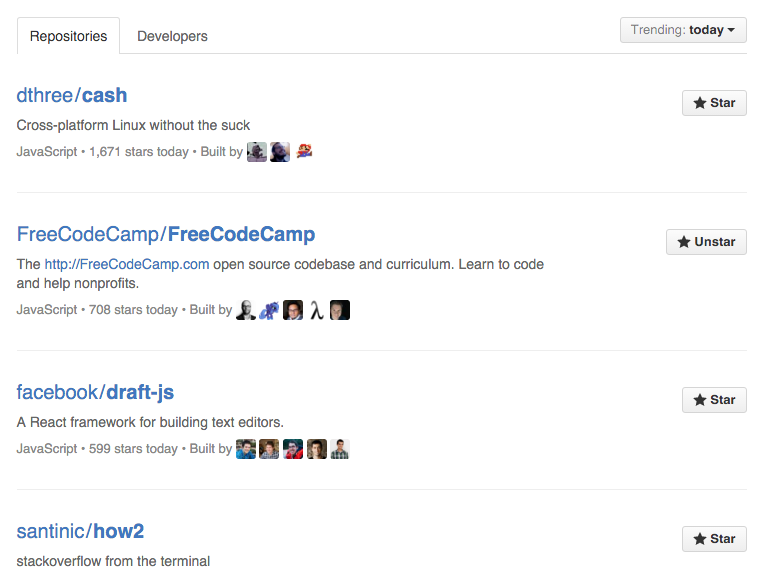 Repositories Developers Trending: today
dthree/cash
Star
Cross-platform Linux without the suck
JavaScript • 1,671 stars today • Built by
FreeCodeCamp/FreeCodeCamp
Unstar
The http://FreeCodeCamp.com open source codebase and curriculum. Learn to code
and help nonprofits.
JavaScript • 708 stars today • Built by
facebook/draft-js
Star
A React framework for building text editors.
JavaScript • 599 stars today • Built by
santinic/how2
Star
stackoverflow from the terminal